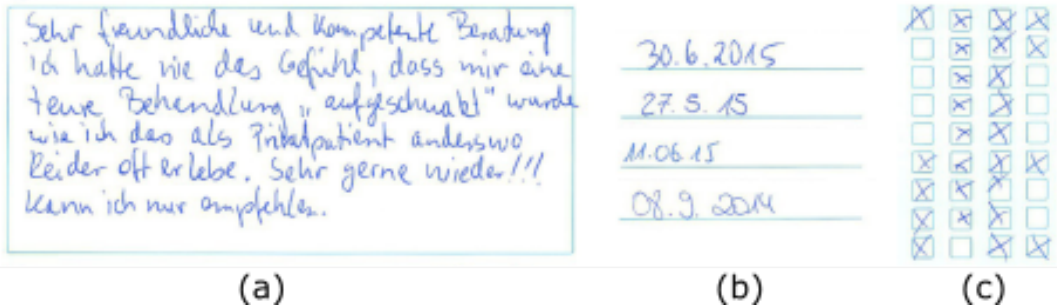 Sehr freundliche und kompetente Beratung
ich hatte nie das Gefühl, dass mir eine
teure Behandlung „aufgeschwakt" wurde
wie ich das als Privatpatient anderswo
leider oft erlebe. Sehr gerne wieder!!!
kann ich nur empfehlen.
30.6.2015
27.5.15
11.06.15
08.9.2014
(a) (b) (c)